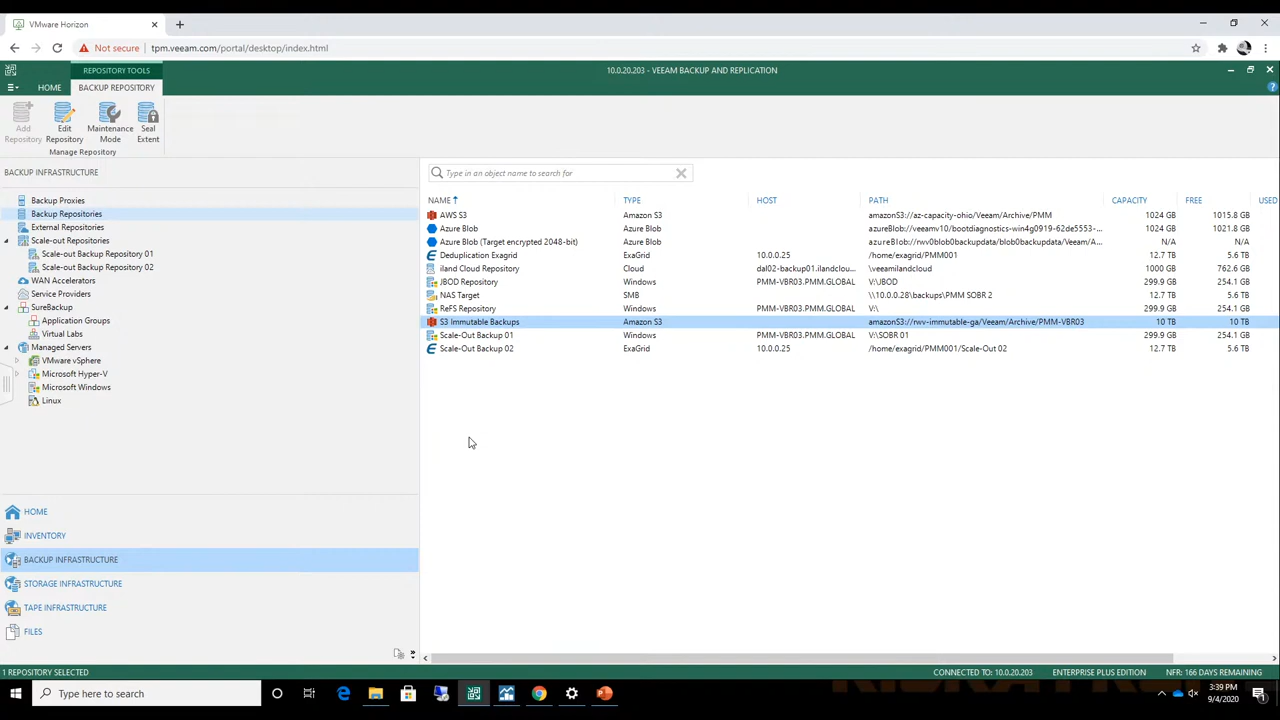 VMware Horizon
Not secure tpm.veeam.com/portal/desktop/index.html
REPOSITORY TOOLS
10.0.20.203 - VEEAM BACKUP AND REPLICATION
HOME BACKUP REPOSITORY
Add Repository
Edit Repository
Maintenance Mode
Seal Extent
Manage Repository
BACKUP INFRASTRUCTURE
Type in an object name to search for
Backup Proxies
Backup Repositories
External Repositories
Scale-out Repositories
Scale-out Backup Repository 01
Scale-out Backup Repository 02
WAN Accelerators
Service Providers
SureBackup
Application Groups
Virtual Labs
Managed Servers
VMware vSphere
Microsoft Hyper-V
Microsoft Windows
Linux
NAME TYPE HOST PATH CAPACITY FREE USED
AWS S3 Amazon S3 amazonS3://az-capacity-ohio/Veeam/Archive/PMM 1024 GB 1015.8 GB
Azure Blob Azure Blob azureBlob://veeamv10/bootdiagnostics-win4g0919-62de5553-... 1024 GB 1021.8 GB
Azure Blob (Target encrypted 2048-bit) Azure Blob azureBlob://rwv0blob0backupdata/blob0backupdata/Veeam/A... N/A N/A
Deduplication Exagrid ExaGrid 10.0.0.25 /home/exagrid/PMM001 12.7 TB 5.6 TB
iland Cloud Repository Cloud dal02-backup01.ilandclou... \veeamilandcloud 1000 GB 762.6 GB
JBOD Repository Windows PMM-VBR03.PMM.GLOBAL V:\JBOD 299.9 GB 254.1 GB
NAS Target SMB \\10.0.0.28\backups\PMM SOBR 2 12.7 TB 5.6 TB
ReFS Repository Windows PMM-VBR03.PMM.GLOBAL V:\ 299.9 GB 254.1 GB
S3 Immutable Backups Amazon S3 amazonS3://rwv-immutable-ga/Veeam/Archive/PMM-VBR03 10 TB 10 TB
Scale-Out Backup 01 Windows PMM-VBR03.PMM.GLOBAL V:\SOBR 01 299.9 GB 254.1 GB
Scale-Out Backup 02 ExaGrid 10.0.0.25 /home/exagrid/PMM001/Scale-Out 02 12.7 TB 5.6 TB
HOME
INVENTORY
BACKUP INFRASTRUCTURE
STORAGE INFRASTRUCTURE
TAPE INFRASTRUCTURE
FILES
1 REPOSITORY SELECTED
CONNECTED TO: 10.0.20.203 ENTERPRISE PLUS EDITION NFR: 166 DAYS REMAINING
Type here to search
3:39 PM
9/4/2020